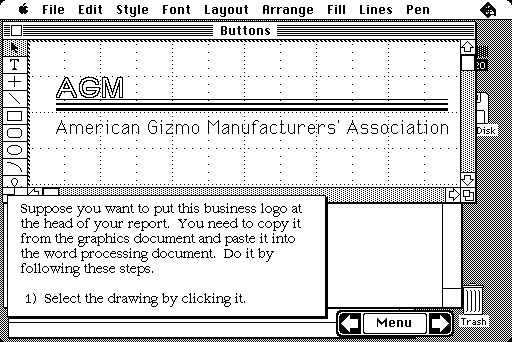 File Edit Style Font Layout Arrange Fill Lines Pen
Buttons
T
20
AGM
American Gizmo Manufacturers' Association
Disk
Suppose you want to put this business logo at
the head of your report. You need to copy it
from the graphics document and paste it into
the word processing document. Do it by
following these steps.
1) Select the drawing by clicking it.
Menu
Trash